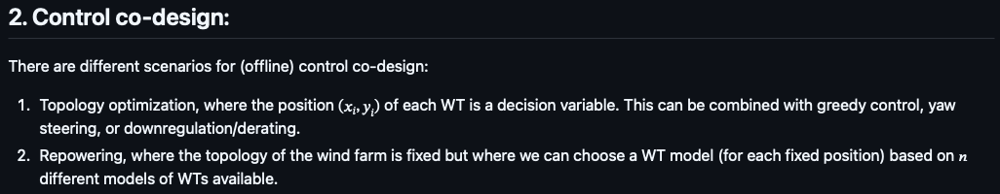 2. Control co-design:
There are different scenarios for (offline) control co-design:
1. Topology optimization, where the position (xᵢ, yᵢ) of each WT is a decision variable. This can be combined with greedy control, yaw
steering, or downregulation/derating.
2. Repowering, where the topology of the wind farm is fixed but where we can choose a WT model (for each fixed position) based on n
different models of WTs available.